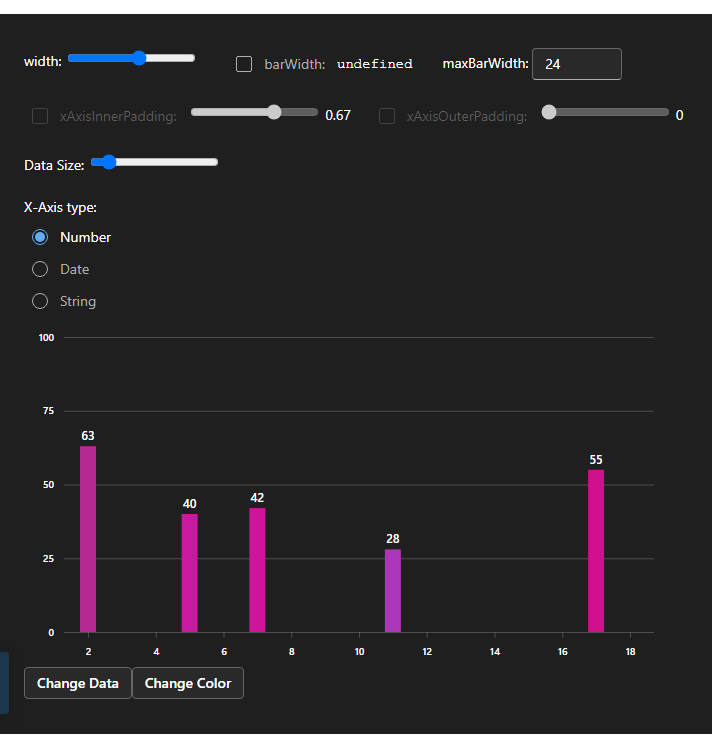 width: barWidth: undefined maxBarWidth: 24
xAxisInnerPadding: 0.67 xAxisOuterPadding: 0
Data Size:
X-Axis type:
Number
Date
String
100
75
50
25
0
63
40
42
28
55
2 4 6 8 10 12 14 16 18
Change Data Change Color